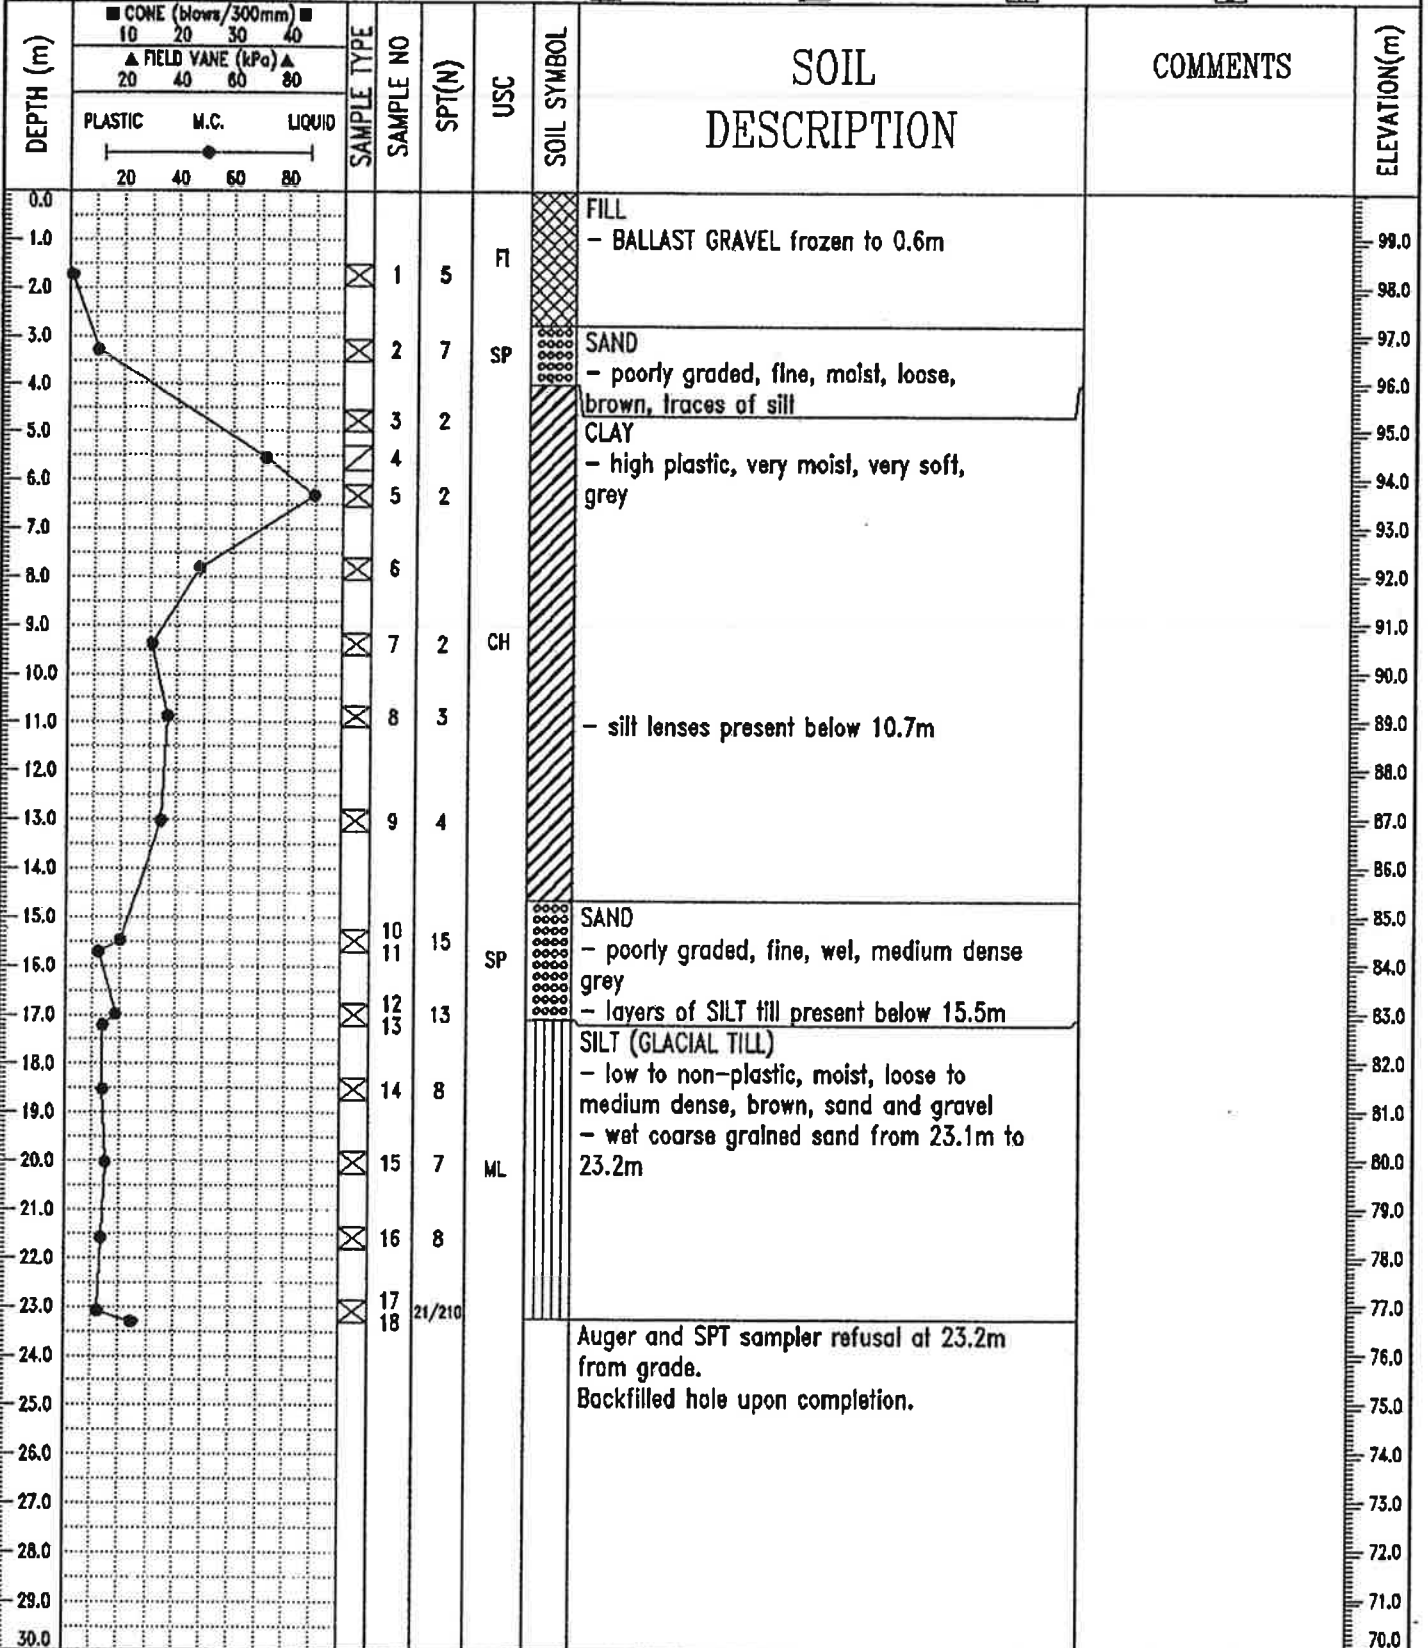 ■ CONE (blows/300mm) ■
10 20 30 40
▲ FIELD VANE (kPa) ▲
20 40 60 80
PLASTIC M.C. LIQUID
20 40 60 80
DEPTH (m)
SAMPLE TYPE
SAMPLE NO
SPT(N)
USC
SOIL SYMBOL
SOIL
DESCRIPTION
COMMENTS
ELEVATION(m)
0.0
FILL
1.0 – BALLAST GRAVEL frozen to 0.6m 99.0
FI
1 5
2.0 98.0
3.0 97.0
SAND
2 7 SP
– poorly graded, fine, moist, loose,
4.0 96.0
brown, traces of silt
3 2
5.0 CLAY 95.0
4 – high plastic, very moist, very soft,
6.0 94.0
5 2 grey
7.0 93.0
6
8.0 92.0
9.0 91.0
7 2 CH
10.0 90.0
8 3
11.0 – silt lenses present below 10.7m 89.0
12.0 88.0
13.0 9 4 87.0
14.0 86.0
15.0 SAND 85.0
10
11 15 – poorly graded, fine, wet, medium dense
16.0 SP 84.0
grey
12
13 13 – layers of SILT till present below 15.5m
17.0 83.0
SILT (GLACIAL TILL)
18.0 – low to non-plastic, moist, loose to 82.0
14 8
19.0 medium dense, brown, sand and gravel 81.0
– wet coarse grained sand from 23.1m to
20.0 15 7 ML 23.2m 80.0
21.0 79.0
16 8
22.0 78.0
17
18 21/210
23.0 77.0
Auger and SPT sampler refusal at 23.2m
24.0 from grade. 76.0
25.0 Backfilled hole upon completion. 75.0
26.0 74.0
27.0 73.0
28.0 72.0
29.0 71.0
30.0 70.0